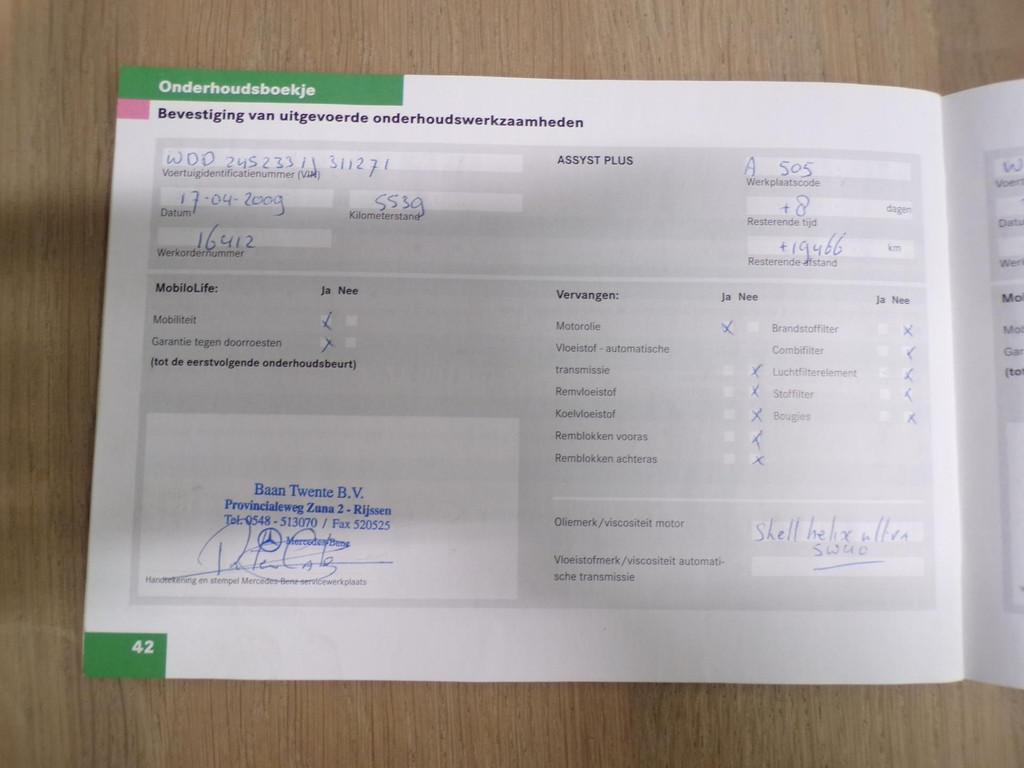 Onderhoudsboekje
Bevestiging van uitgevoerde onderhoudswerkzaamheden
WDD 2452331J 311271
Voertuigidentificatienummer (VIN)
17-04-2009
Datum
5539
Kilometerstand
16412
Werkordernummer
ASSYST PLUS
A 505
Werkplaatscode
+8 dagen
Resterende tijd
+19466 km
Resterende afstand
MobiloLife: Ja Nee
Mobiliteit
Garantie tegen doorroesten
(tot de eerstvolgende onderhoudsbeurt)
Vervangen: Ja Nee
Motorolie
Vloeistof - automatische
transmissie
Remvloeistof
Koelvloeistof
Remblokken vooras
Remblokken achteras
Ja Nee
Brandstoffilter
Combifilter
Luchtfilterelement
Stoffilter
Bougies
Baan Twente B.V.
Provincialeweg Zuna 2 - Rijssen
Tel. 0548 - 513070 / Fax 520525
Mercedes-Benz
Handtekening en stempel Mercedes-Benz servicewerkplaats
Oliemerk/viscositeit motor
Shell helix ultra
5W40
Vloeistofmerk/viscositeit automati-
sche transmissie
42